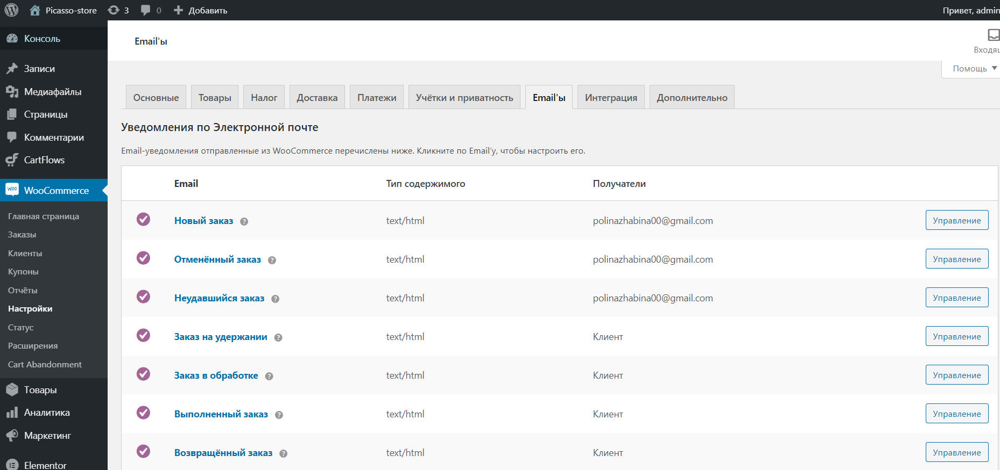 Picasso-store 3 0 Добавить Привет, admin
Консоль
Записи
Медиафайлы
Страницы
Комментарии
CartFlows
WooCommerce
Главная страница
Заказы
Клиенты
Купоны
Отчёты
Настройки
Статус
Расширения
Cart Abandonment
Товары
Аналитика
Маркетинг
Elementor
Email'ы
Входящ
Помощь
Основные Товары Налог Доставка Платежи Учётки и приватность Email'ы Интеграция Дополнительно
Уведомления по Электронной почте
Email-уведомления отправленные из WooCommerce перечислены ниже. Кликните по Email'у, чтобы настроить его.
Email Тип содержимого Получатели
Новый заказ ? text/html polinazhabina00@gmail.com Управление
Отменённый заказ ? text/html polinazhabina00@gmail.com Управление
Неудавшийся заказ ? text/html polinazhabina00@gmail.com Управление
Заказ на удержании ? text/html Клиент Управление
Заказ в обработке ? text/html Клиент Управление
Выполненный заказ ? text/html Клиент Управление
Возвращённый заказ ? text/html Клиент Управление